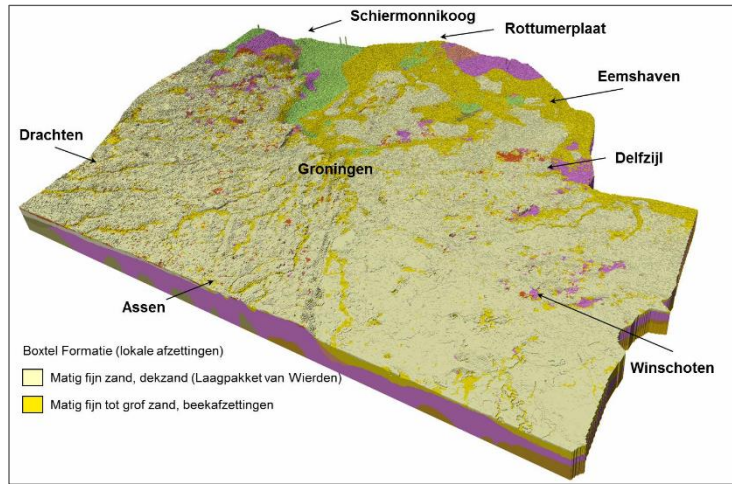 Schiermonnikoog
Rottumerplaat
Eemshaven
Drachten
Delfzijl
Groningen
Assen
Winschoten
Boxtel Formatie (lokale afzettingen)
Matig fijn zand, dekzand (Laagpakket van Wierden)
Matig fijn tot grof zand, beekafzettingen